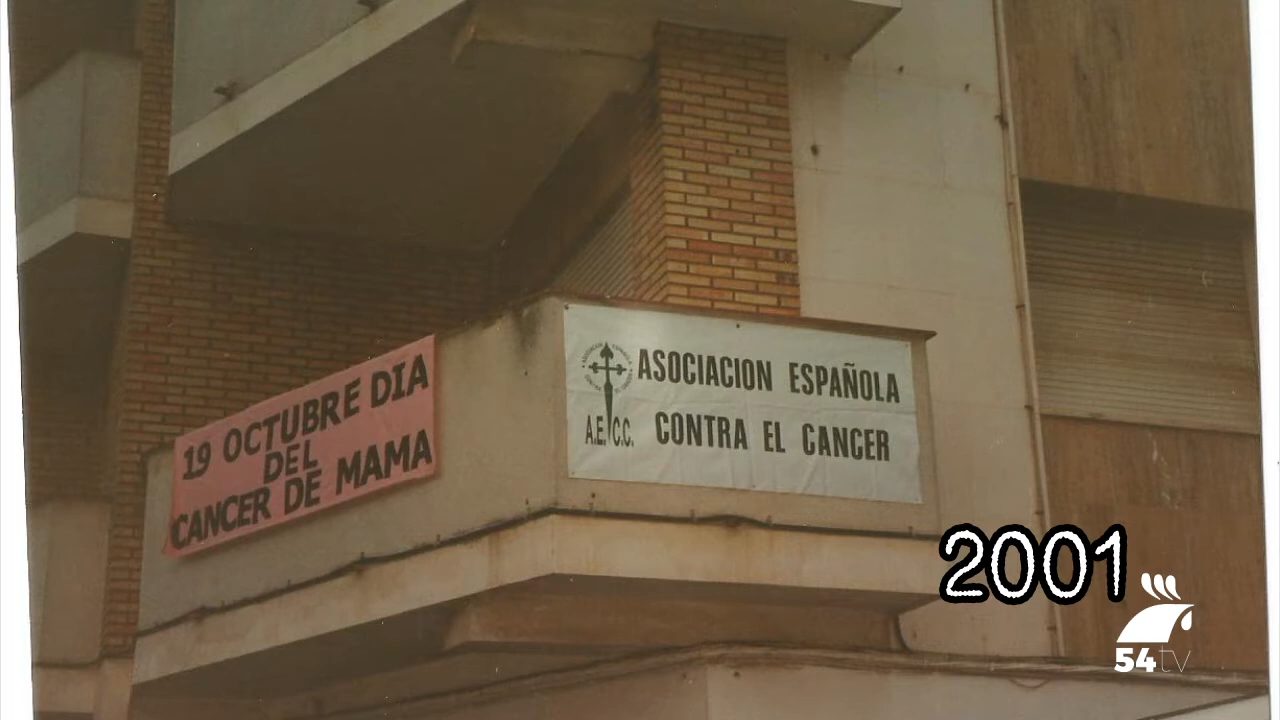 19 OCTUBRE DIA
DEL
CANCER DE MAMA
ASOCIACION ESPAÑOLA
A.E. C.C. CONTRA EL CANCER
2001
54tv